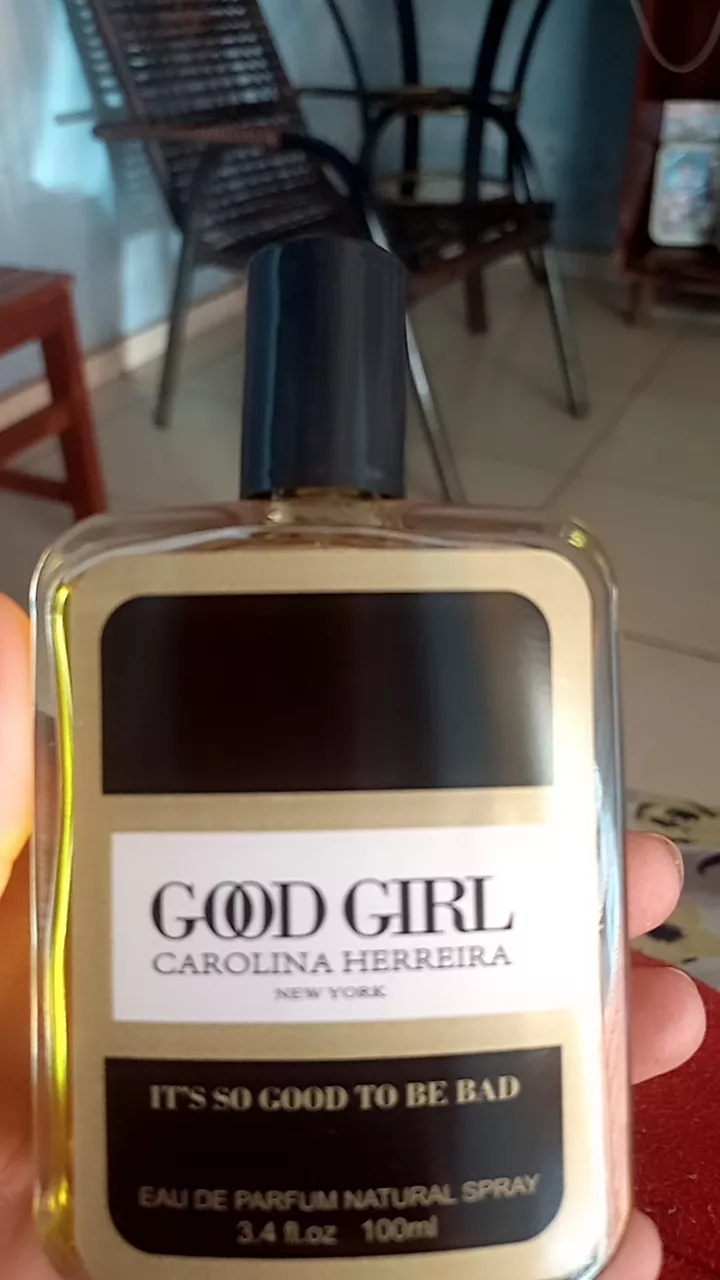 GOOD GIRL
CAROLINA HERREIRA
NEW YORK
IT'S SO GOOD TO BE BAD
EAU DE PARFUM NATURAL SPRAY
3.4 fl.oz 100ml